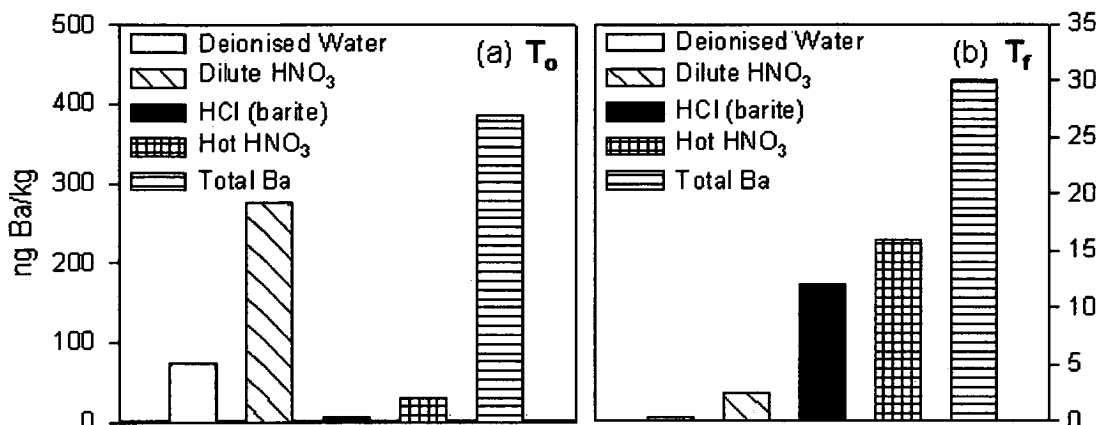 ng Ba/kg
500
400
300
200
100
0
Deionised Water
Dilute HNO₃
HCl (barite)
Hot HNO₃
Total Ba
(a) Tₒ
Deionised Water
Dilute HNO₃
HCl (barite)
Hot HNO₃
Total Ba
(b) T_f
35
30
25
20
15
10
5
0